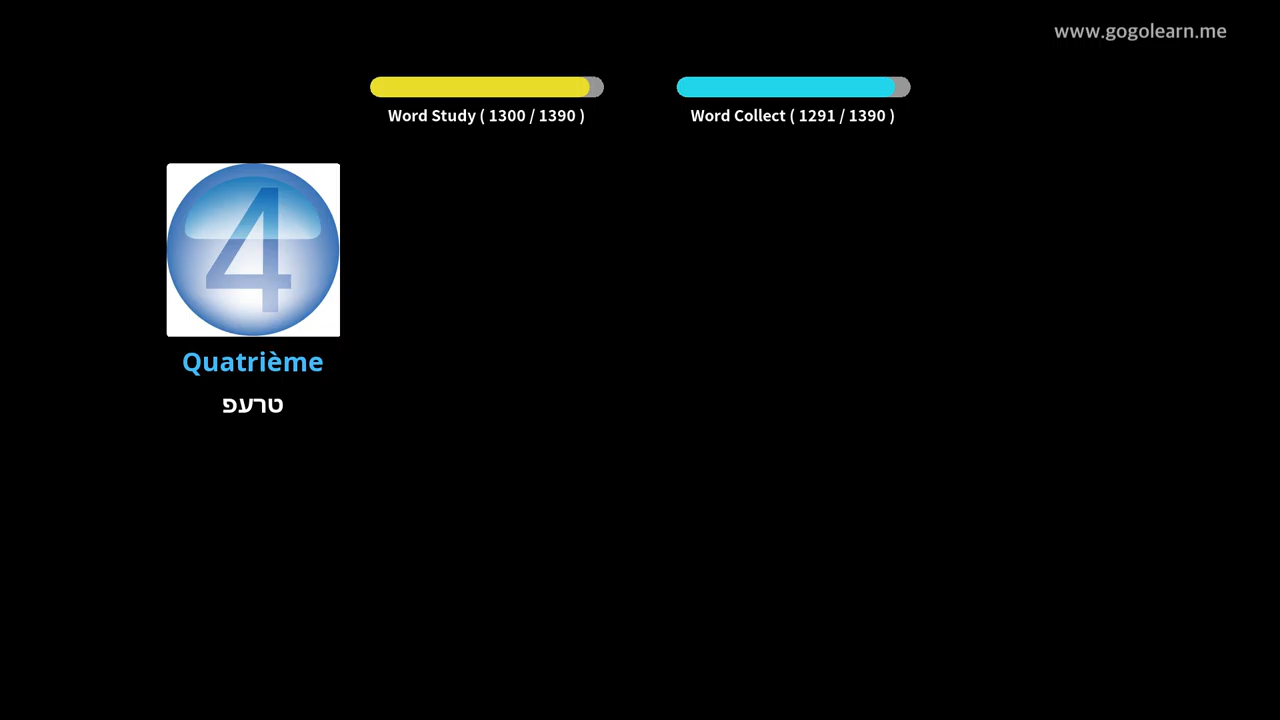 www.gogolearn.me
Word Study ( 1300 / 1390 )
Word Collect ( 1291 / 1390 )
4
Quatrième
טרעפ